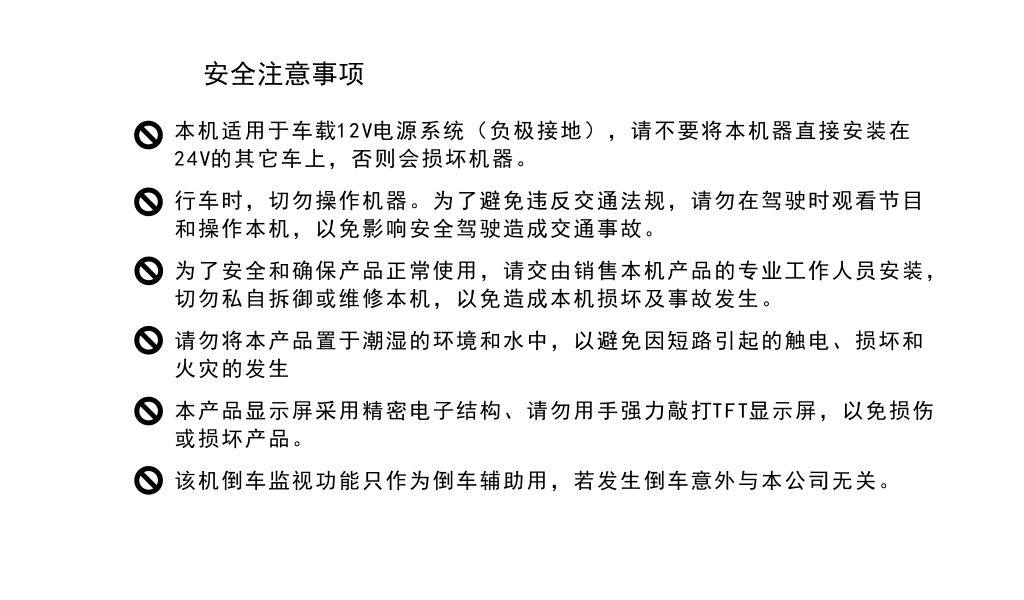 安全注意事项
本机适用于车载12V电源系统（负极接地），请不要将本机器直接安装在
24V的其它车上，否则会损坏机器。
行车时，切勿操作机器。为了避免违反交通法规，请勿在驾驶时观看节目
和操作本机，以免影响安全驾驶造成交通事故。
为了安全和确保产品正常使用，请交由销售本机产品的专业工作人员安装，
切勿私自拆御或维修本机，以免造成本机损坏及事故发生。
请勿将本产品置于潮湿的环境和水中，以避免因短路引起的触电、损坏和
火灾的发生
本产品显示屏采用精密电子结构、请勿用手强力敲打TFT显示屏，以免损伤
或损坏产品。
该机倒车监视功能只作为倒车辅助用，若发生倒车意外与本公司无关。